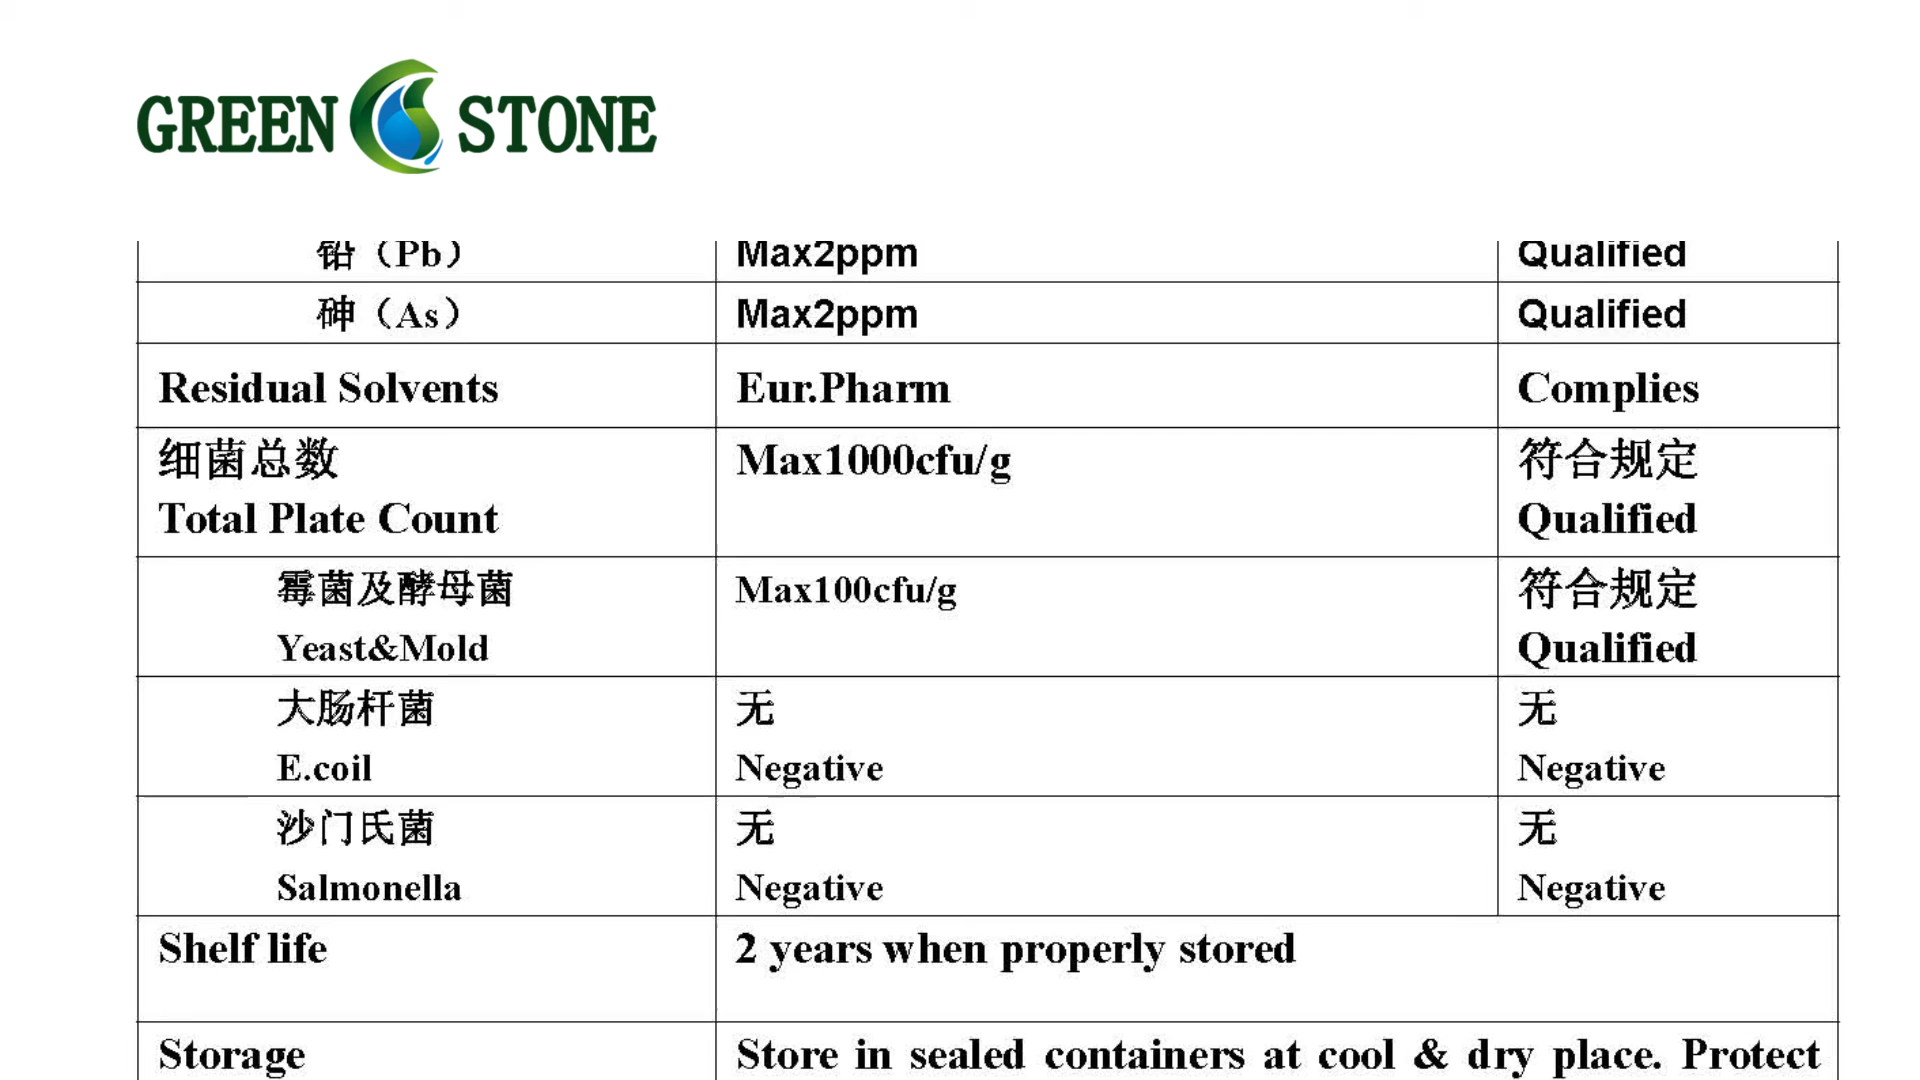 GREEN STONE
铅（Pb） Max2ppm Qualified
砷（As） Max2ppm Qualified
Residual Solvents Eur.Pharm Complies
细菌总数 Max1000cfu/g 符合规定
Total Plate Count Qualified
霉菌及酵母菌 Max100cfu/g 符合规定
Yeast&Mold Qualified
大肠杆菌 无 无
E.coil Negative Negative
沙门氏菌 无 无
Salmonella Negative Negative
Shelf life 2 years when properly stored
Storage Store in sealed containers at cool & dry place. Protect